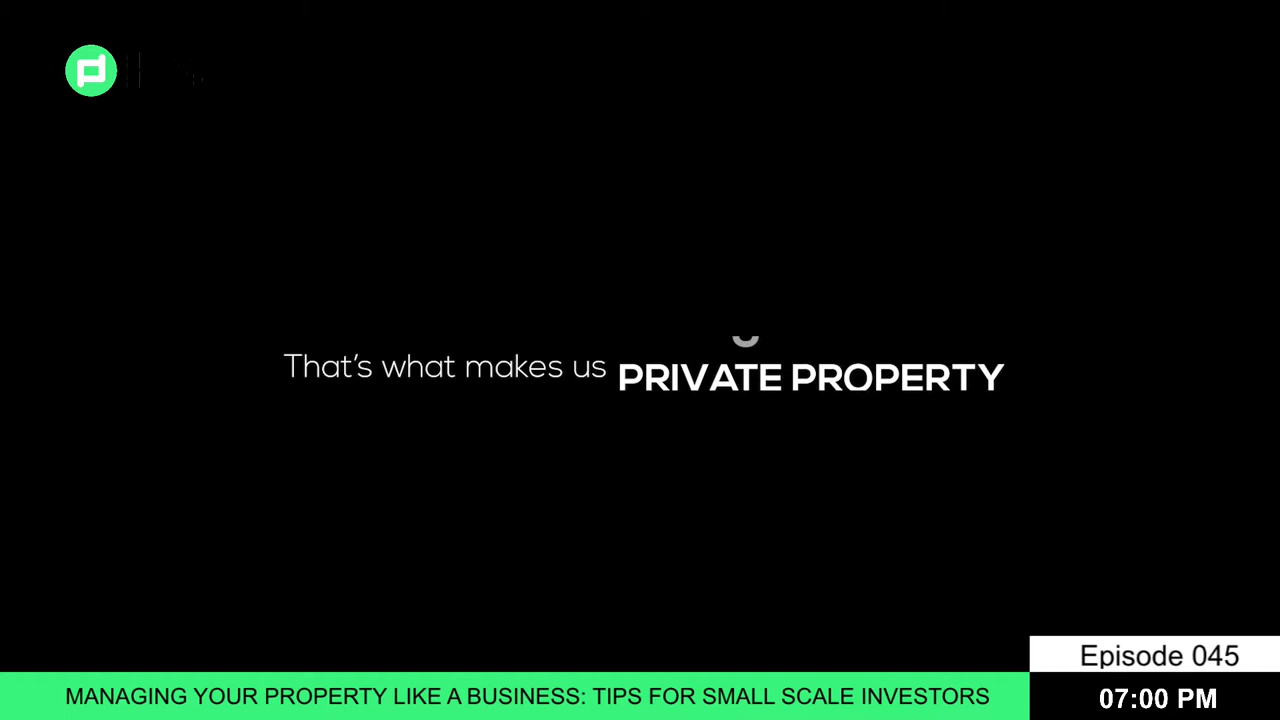 That's what makes us PRIVATE PROPERTY
Episode 045
MANAGING YOUR PROPERTY LIKE A BUSINESS: TIPS FOR SMALL SCALE INVESTORS
07:00 PM